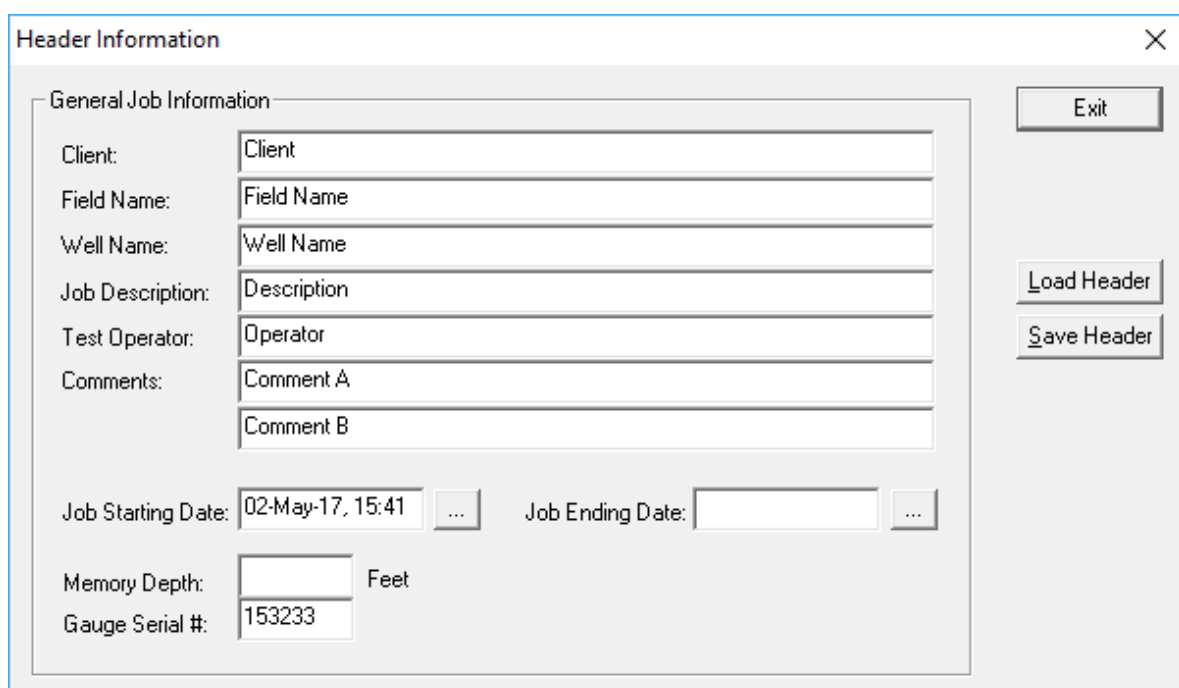 Header Information
General Job Information
Exit
Client: Client
Field Name: Field Name
Well Name: Well Name
Job Description: Description
Load Header
Test Operator: Operator
Save Header
Comments: Comment A
Comment B
Job Starting Date: 02-May-17, 15:41 ... Job Ending Date: ...
Memory Depth: Feet
Gauge Serial #: 153233